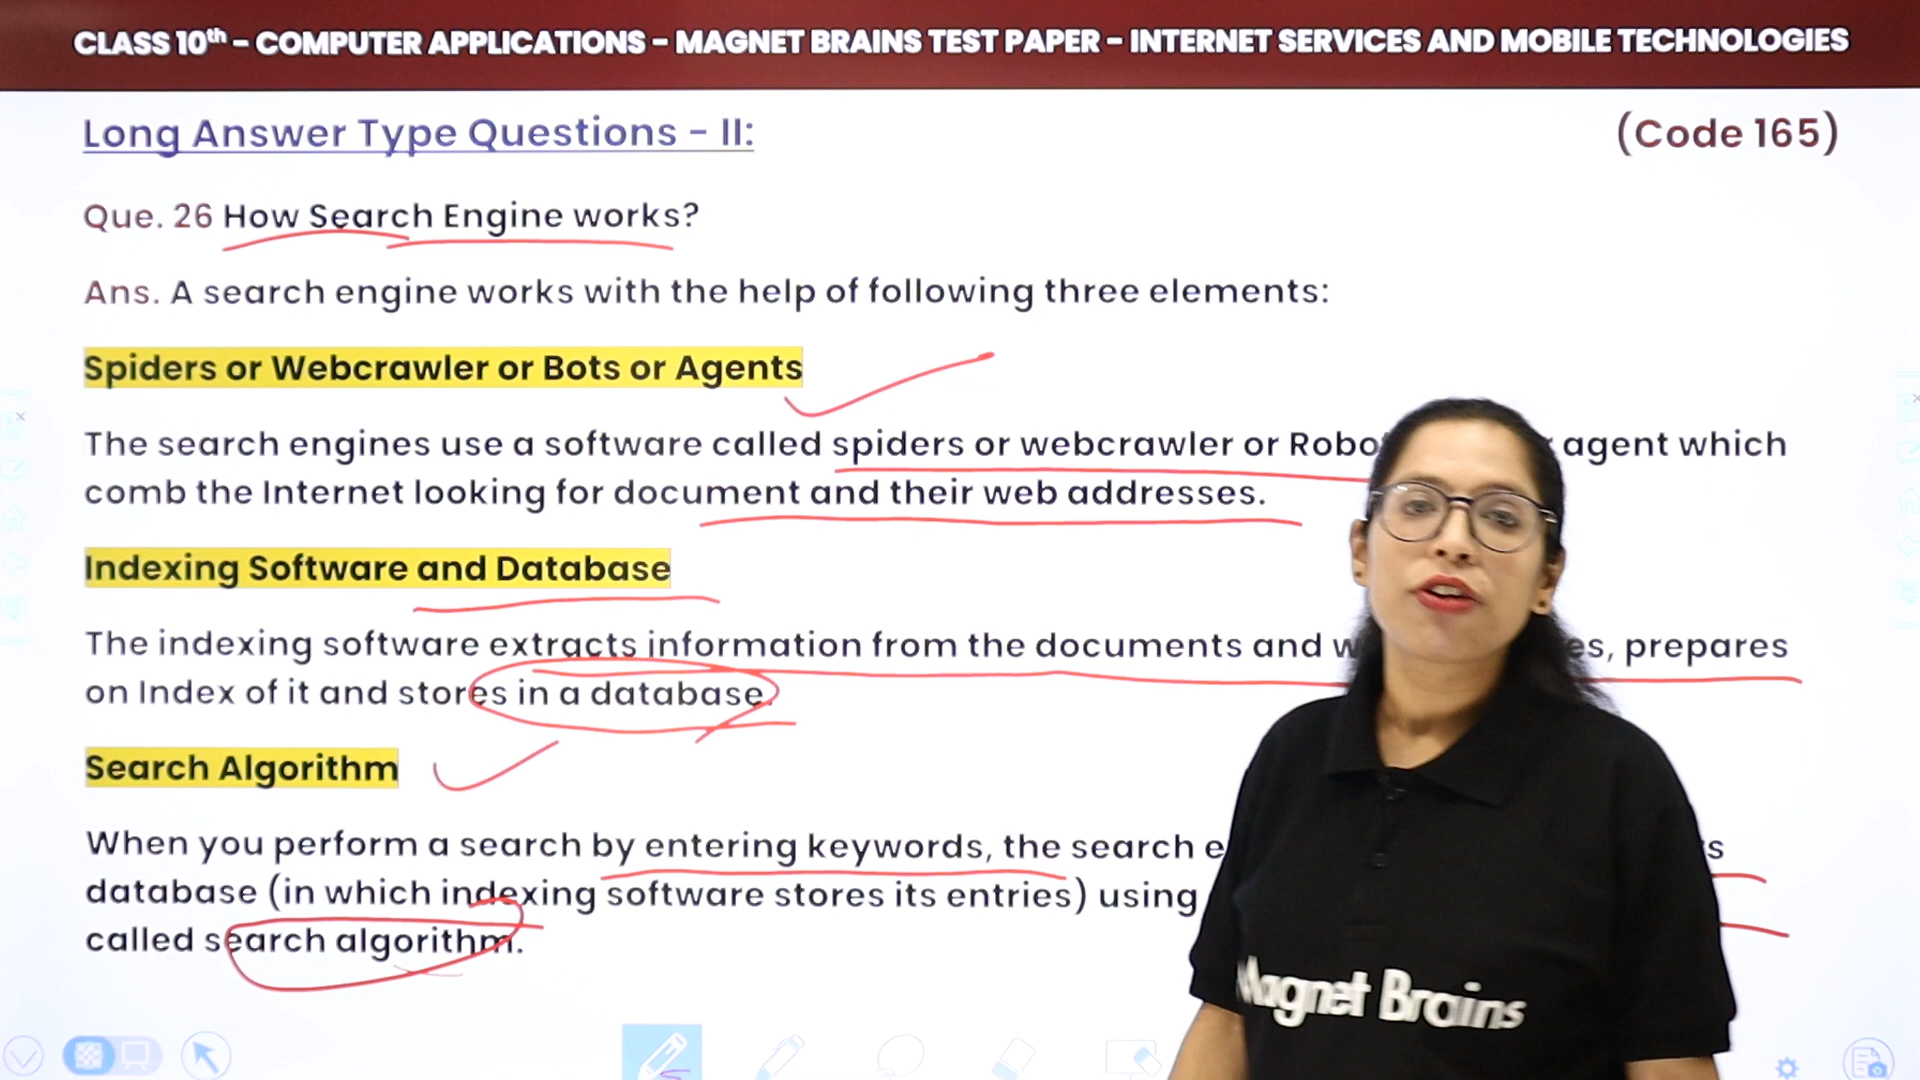 CLASS 10th – COMPUTER APPLICATIONS – MAGNET BRAINS TEST PAPER – INTERNET SERVICES AND MOBILE TECHNOLOGIES
Long Answer Type Questions – II: (Code 165)
Que. 26 How Search Engine works?
Ans. A search engine works with the help of following three elements:
Spiders or Webcrawler or Bots or Agents
The search engines use a software called spiders or webcrawler or agent which
comb the Internet looking for document and their web addresses.
Indexing Software and Database
The indexing software extracts information from the documents and prepares
on Index of it and stores in a database.
Search Algorithm
When you perform a search by entering keywords, the search
database (in which indexing software stores its entries) using
called search algorithm.
Magnet Brains